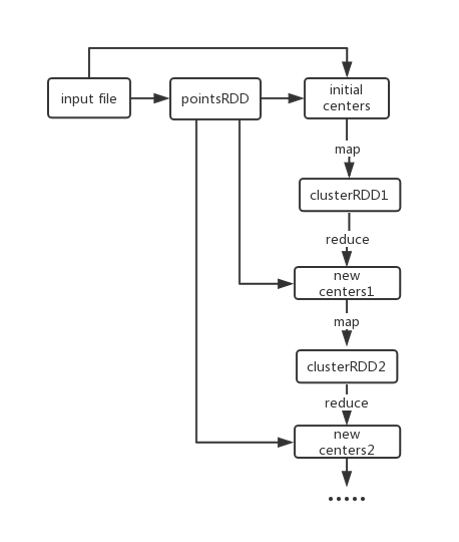 input file
pointsRDD
initial
centers
map
clusterRDD1
reduce
new
centers1
map
clusterRDD2
reduce
new
centers2
.....